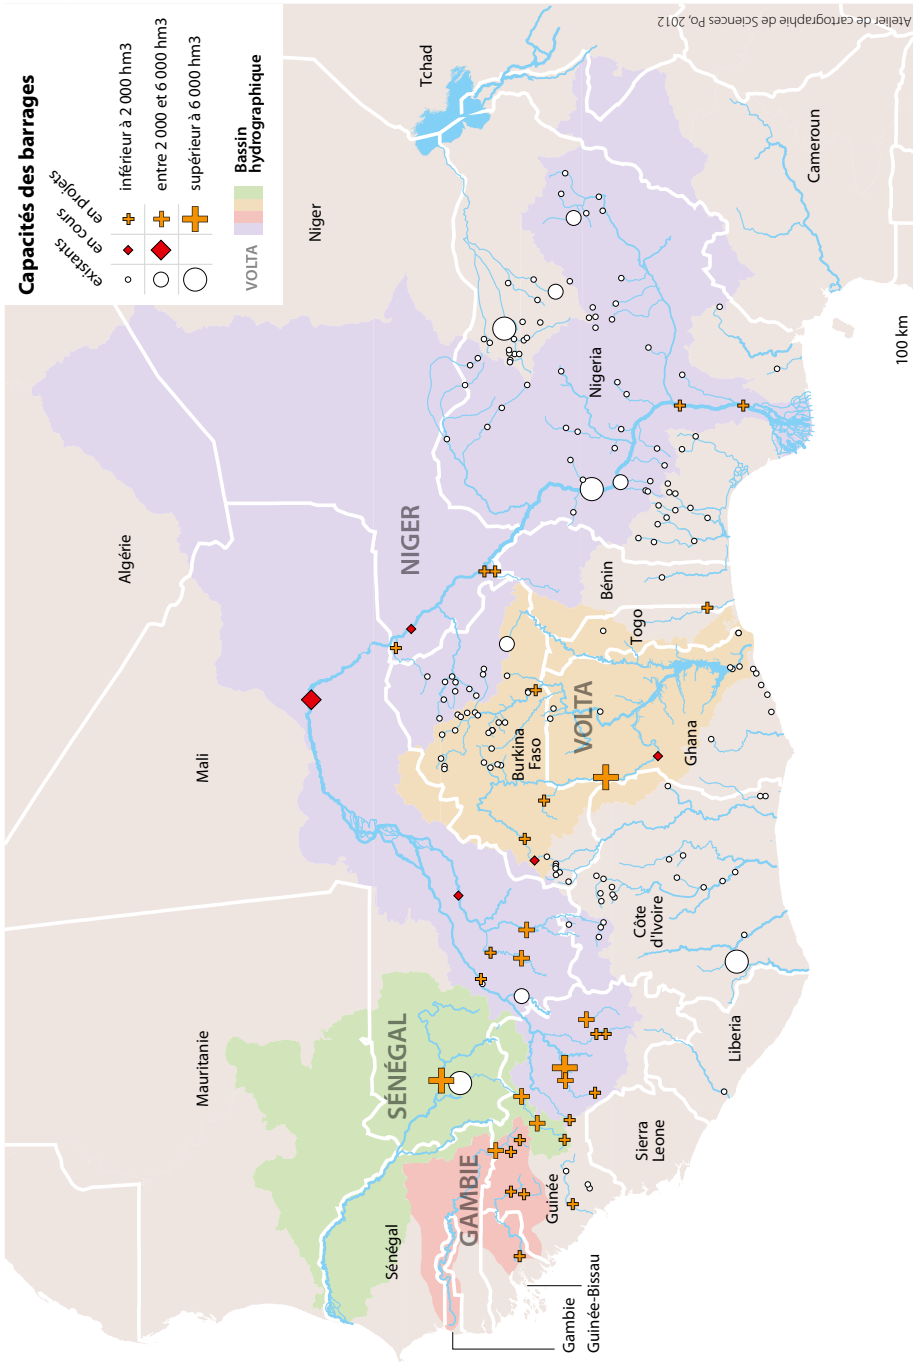 Capacités des barrages
existants
en cours
en projets
inférieur à 2 000 hm3
entre 2 000 et 6 000 hm3
supérieur à 6 000 hm3
VOLTA
Bassin
hydrographique
Atelier de cartographie de Sciences Po, 2012
Mauritanie
Mali
Algérie
Niger
Tchad
SÉNÉGAL
NIGER
Sénégal
GAMBIE
Gambie
Guinée-Bissau
Guinée
Sierra
Leone
Liberia
Côte
d'Ivoire
Burkina
Faso
VOLTA
Ghana
Togo
Bénin
Nigeria
Cameroun
100 km